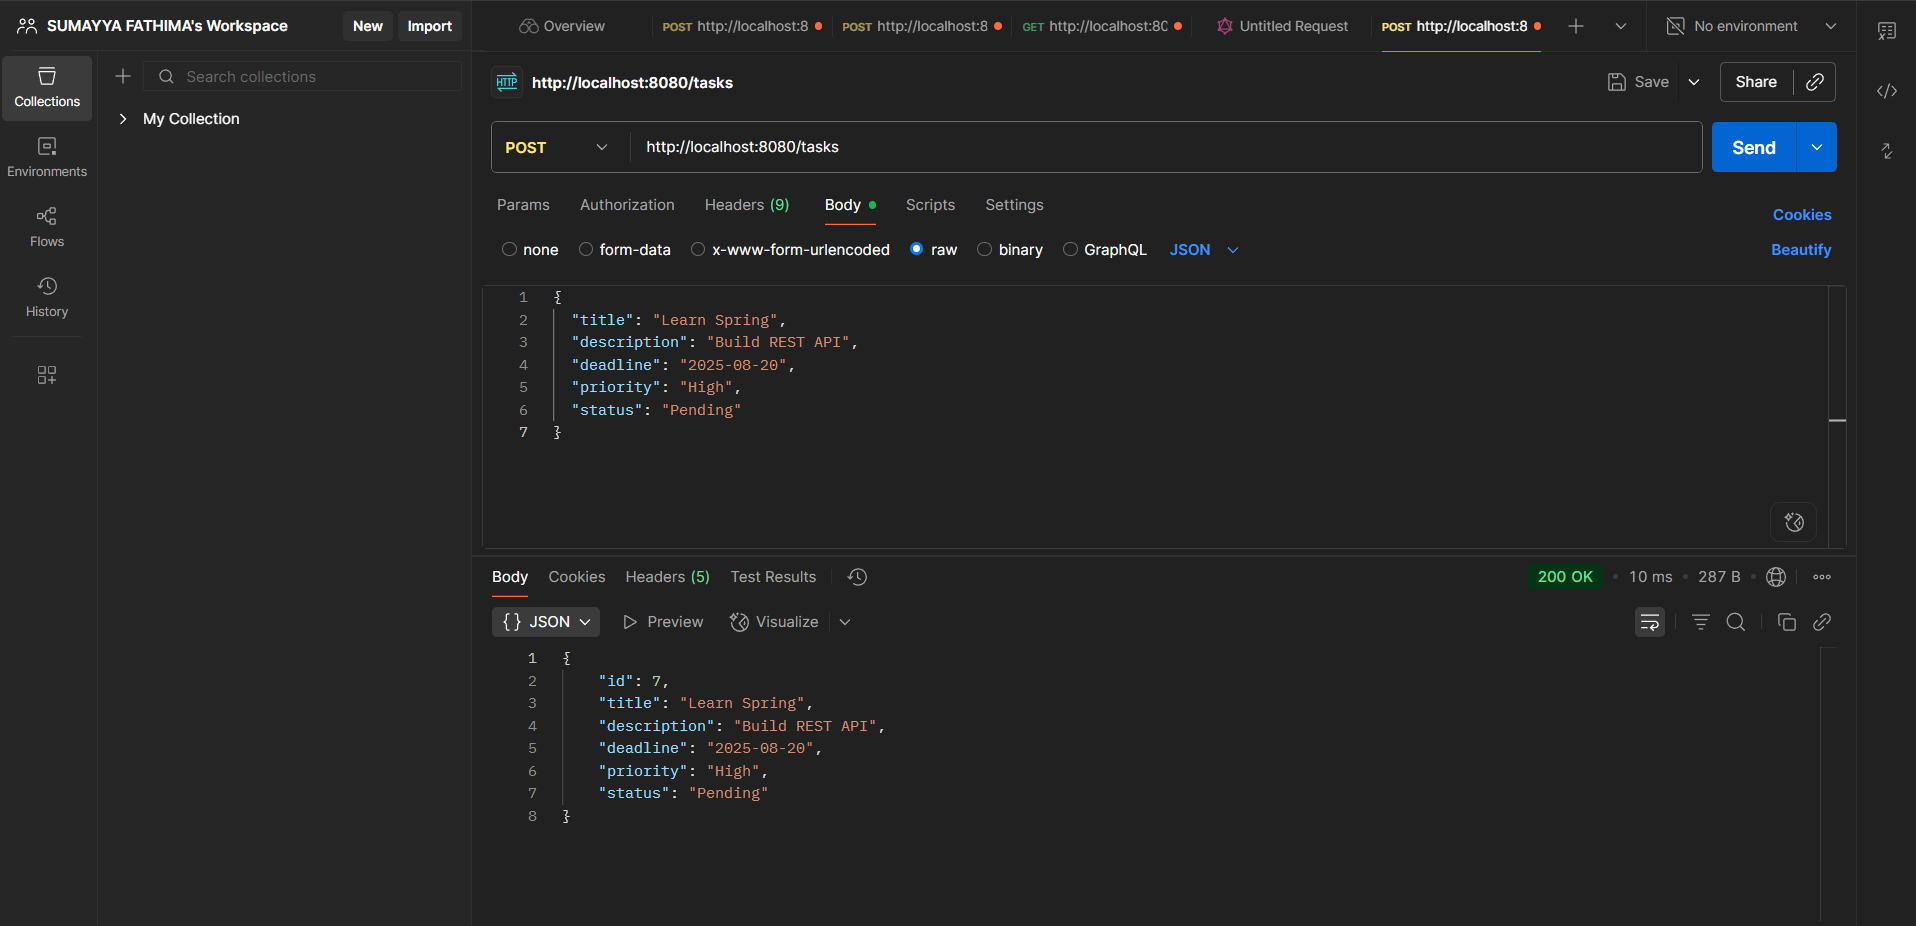 SUMAYYA FATHIMA's Workspace
New
Import
Overview
POST http://localhost:8
POST http://localhost:8
GET http://localhost:80
Untitled Request
POST http://localhost:8
No environment
Collections
Environments
Flows
History
Search collections
My Collection
HTTP
http://localhost:8080/tasks
Save
Share
POST
http://localhost:8080/tasks
Send
Params
Authorization
Headers (9)
Body
Scripts
Settings
Cookies
none
form-data
x-www-form-urlencoded
raw
binary
GraphQL
JSON
Beautify
1 {
2 "title": "Learn Spring",
3 "description": "Build REST API",
4 "deadline": "2025-08-20",
5 "priority": "High",
6 "status": "Pending"
7 }
Body
Cookies
Headers (5)
Test Results
200 OK
10 ms
287 B
{} JSON
Preview
Visualize
1 {
2 "id": 7,
3 "title": "Learn Spring",
4 "description": "Build REST API",
5 "deadline": "2025-08-20",
6 "priority": "High",
7 "status": "Pending"
8 }